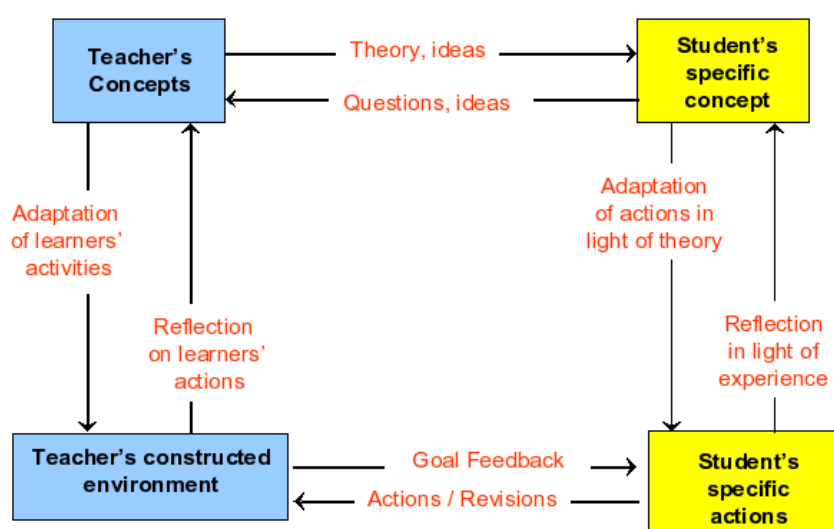 Teacher's
Concepts
Theory, ideas
Questions, ideas
Student's
specific
concept
Adaptation
of learners'
activities
Reflection
on learners'
actions
Adaptation
of actions in
light of theory
Reflection
in light of
experience
Teacher's constructed
environment
Goal Feedback
Actions / Revisions
Student's
specific
actions